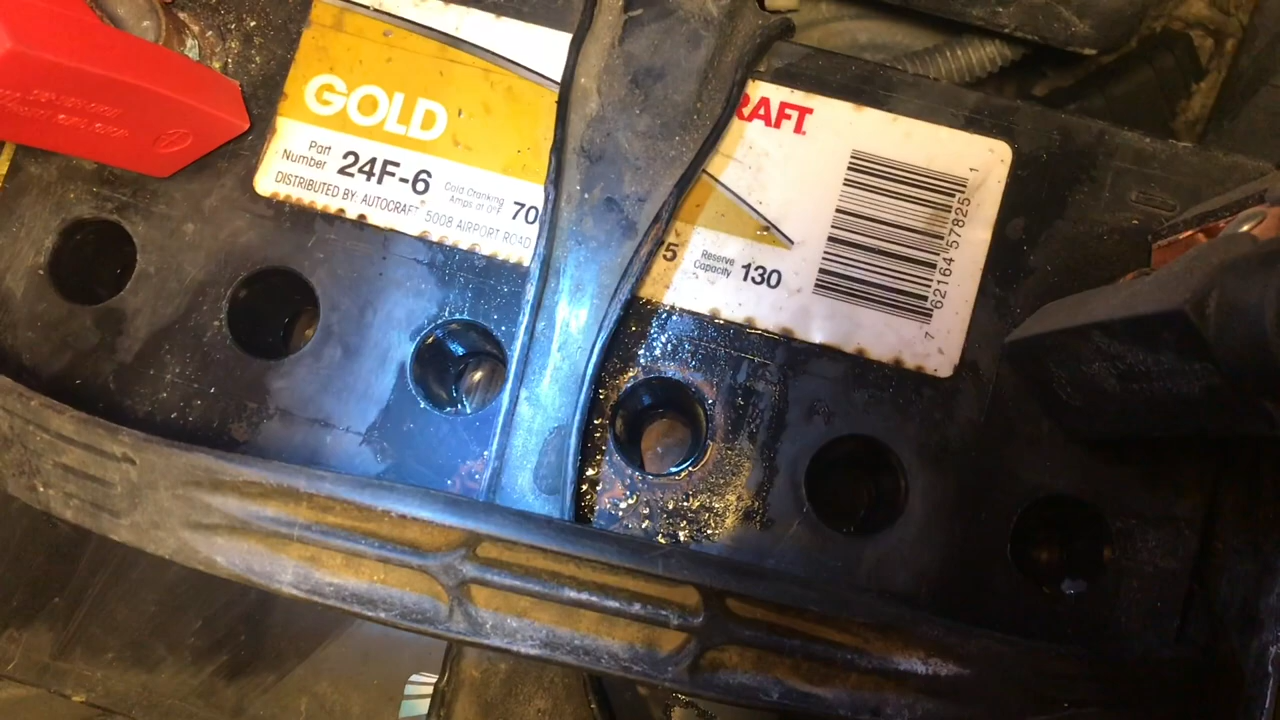 GOLD
Part
Number 24F-6
Cold Cranking
Amps at 0°F 70
DISTRIBUTED BY: AUTOCRAFT, 5008 AIRPORT ROAD
RAFT
5 Reserve
Capacity 130
7 62164 57825 1